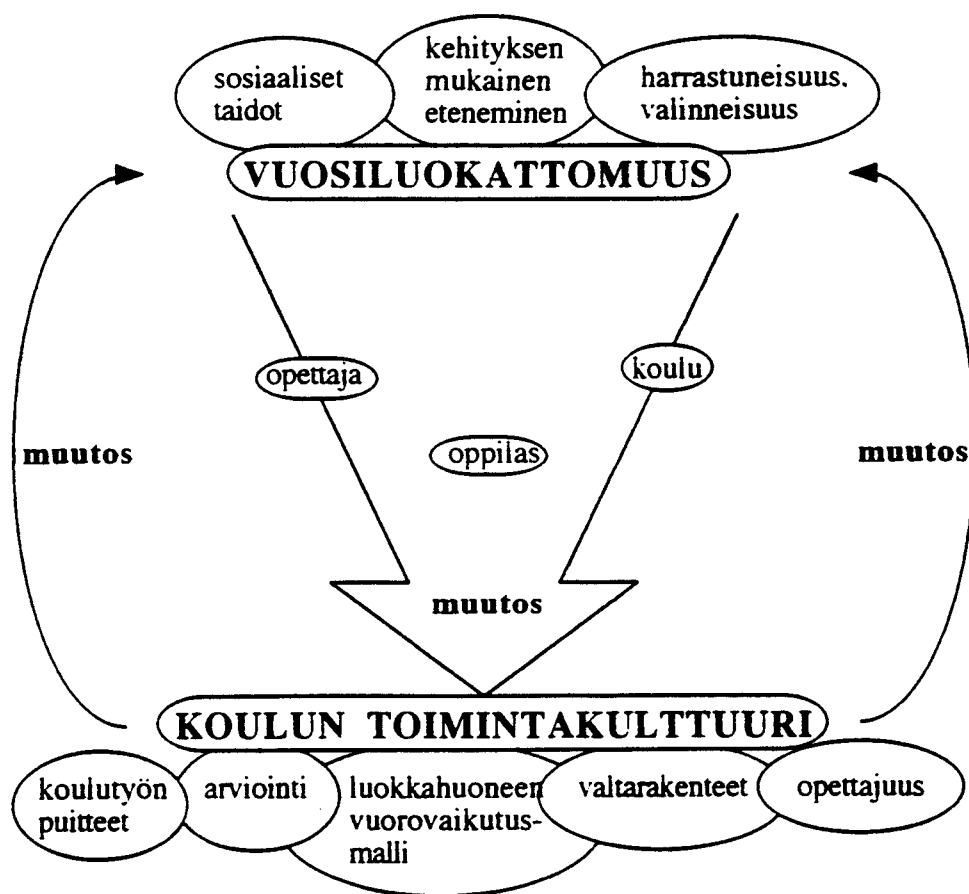 sosiaaliset
taidot
kehityksen
mukainen
eteneminen
harrastuneisuus,
valinneisuus
VUOSILUOKATTOMUUS
opettaja
koulu
oppilas
muutos
muutos
muutos
KOULUN TOIMINTAKULTTUURI
koulutyön
puitteet
arviointi
luokkahuoneen
vuorovaikutus-
malli
valtarakenteet
opettajuus